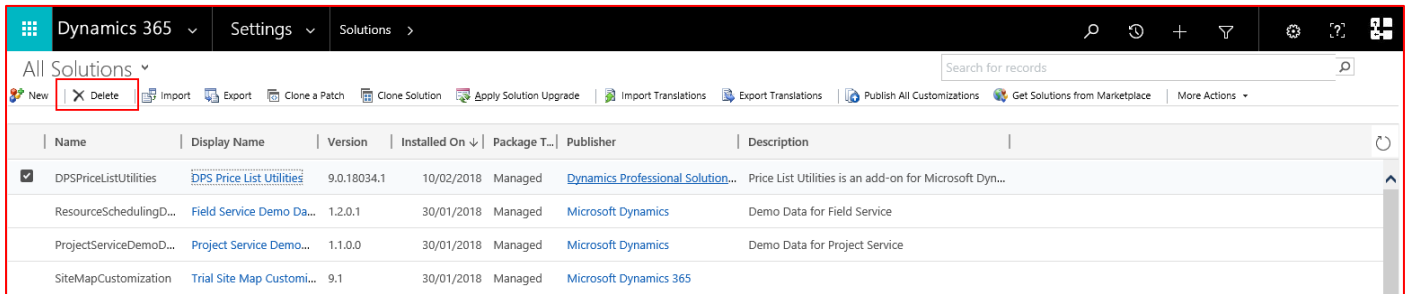 Dynamics 365 Settings Solutions >
All Solutions
Search for records
New Delete Import Export Clone a Patch Clone Solution Apply Solution Upgrade Import Translations Export Translations Publish All Customizations Get Solutions from Marketplace More Actions
Name Display Name Version Installed On ↓ Package T... Publisher Description
DPSPriceListUtilities DPS Price List Utilities 9.0.18034.1 10/02/2018 Managed Dynamics Professional Solution... Price List Utilities is an add-on for Microsoft Dyn...
ResourceSchedulingD... Field Service Demo Da... 1.2.0.1 30/01/2018 Managed Microsoft Dynamics Demo Data for Field Service
ProjectServiceDemoD... Project Service Demo... 1.1.0.0 30/01/2018 Managed Microsoft Dynamics Demo Data for Project Service
SiteMapCustomization Trial Site Map Customi... 9.1 30/01/2018 Managed Microsoft Dynamics 365